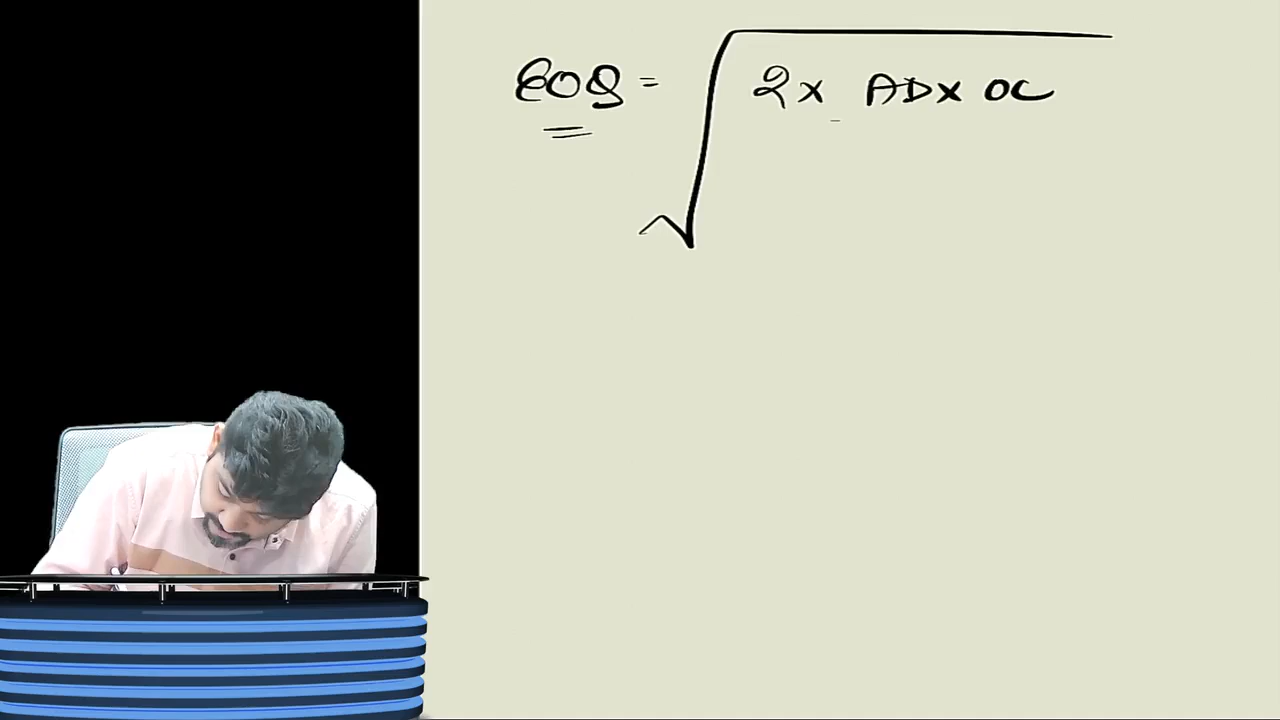 EOQ = √ 2 x AD x OC